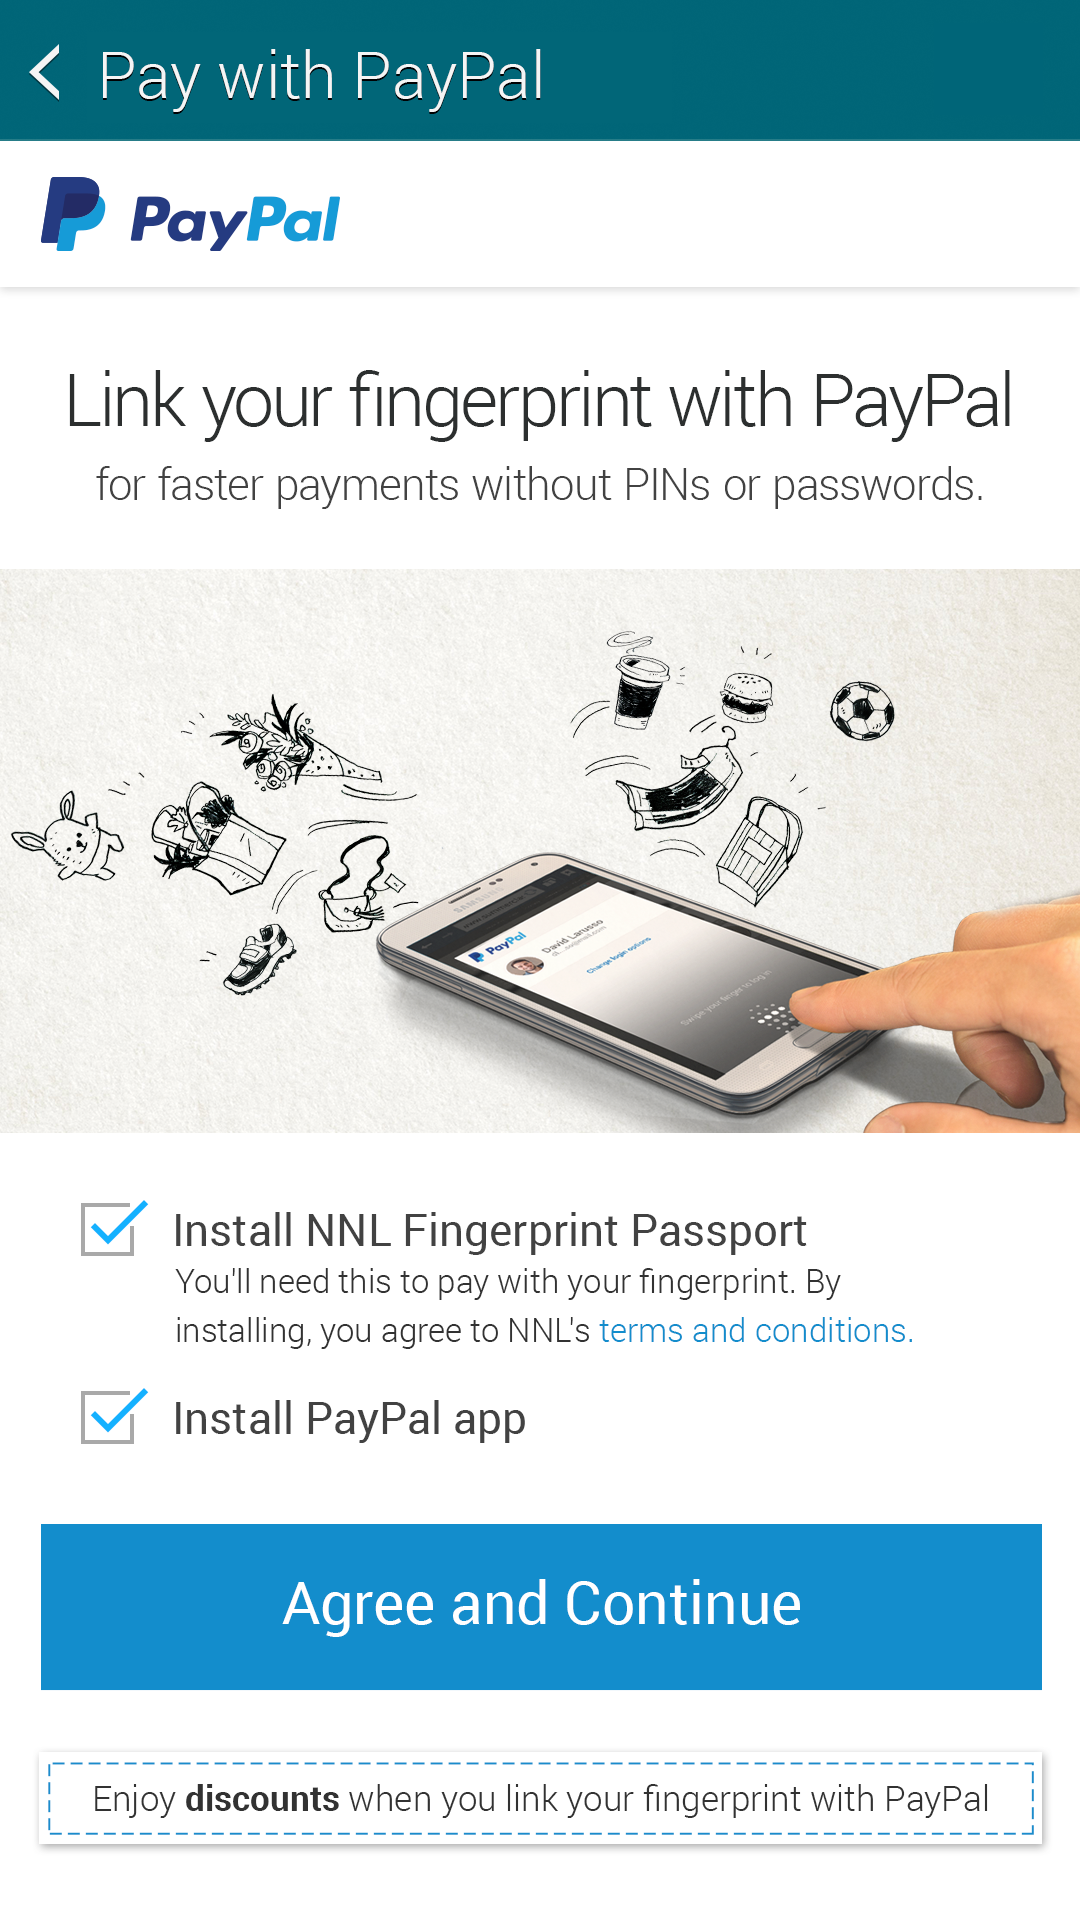 Pay with PayPal
PayPal
Link your fingerprint with PayPal
for faster payments without PINs or passwords.
SAMSUNG
PayPal
David Larusso
Change login options
Swipe your finger to log in
Install NNL Fingerprint Passport
You'll need this to pay with your fingerprint. By
installing, you agree to NNL's terms and conditions.
Install PayPal app
Agree and Continue
Enjoy discounts when you link your fingerprint with PayPal